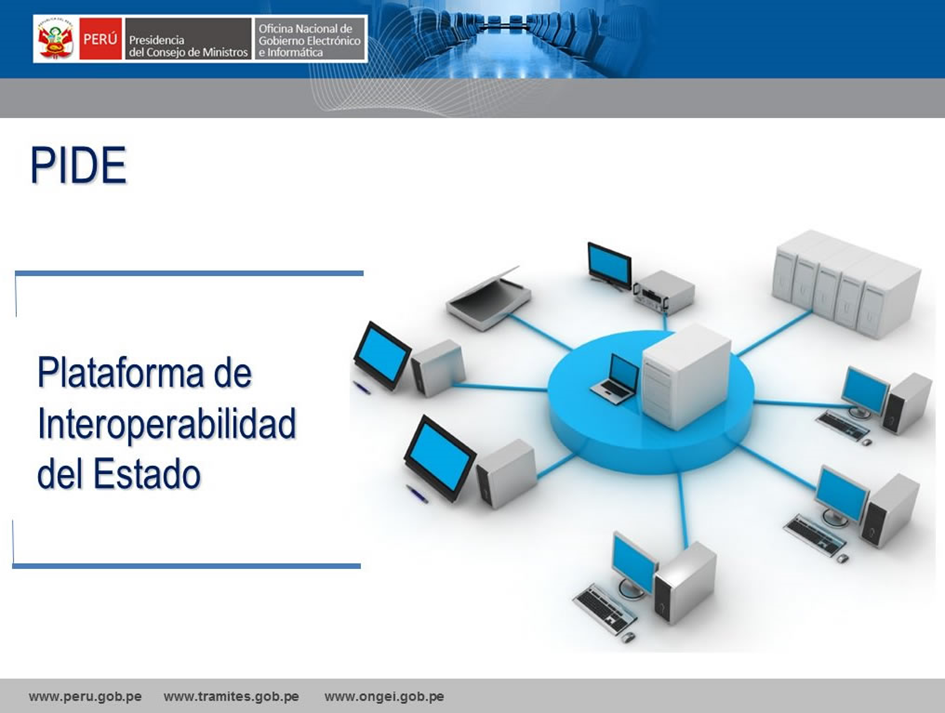 PERÚ
Presidencia
del Consejo de Ministros
Oficina Nacional de
Gobierno Electrónico
e Informática
PIDE
Plataforma de
Interoperabilidad
del Estado
www.peru.gob.pe www.tramites.gob.pe www.ongei.gob.pe